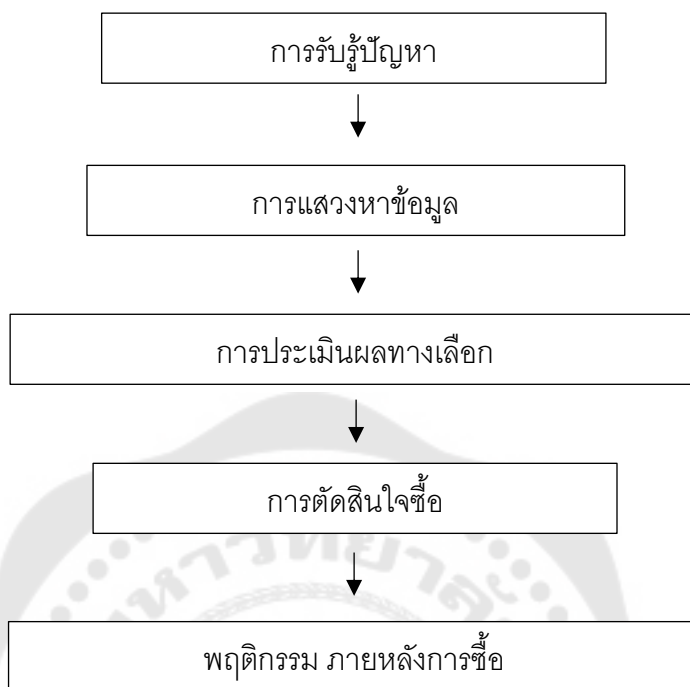 การรับรู้ปัญหา
การแสวงหาข้อมูล
การประเมินผลทางเลือก
การตัดสินใจซื้อ
พฤติกรรม ภายหลังการซื้อ